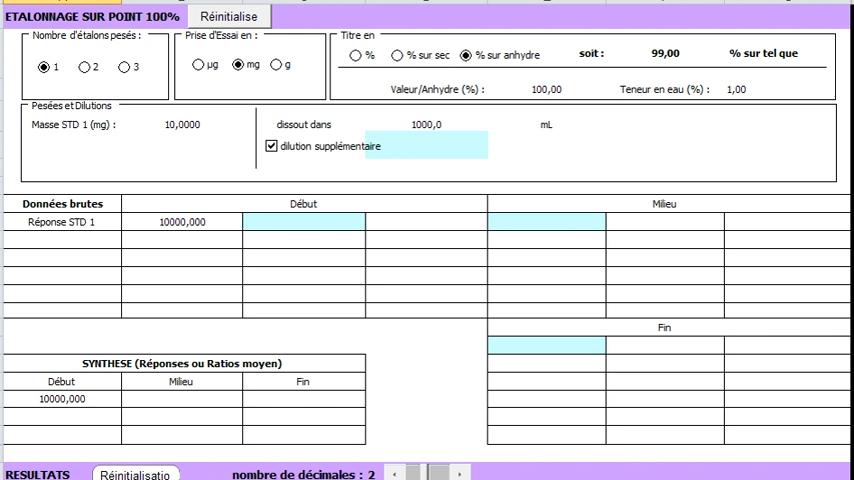 ETALONNAGE SUR POINT 100% Réinitialise
Nombre d'étalons pesés : Prise d'Essai en : Titre en
1 2 3 µg mg g % % sur sec % sur anhydre soit : 99,00 % sur tel que
Valeur/Anhydre (%) : 100,00 Teneur en eau (%) : 1,00
Pesées et Dilutions
Masse STD 1 (mg) : 10,0000 dissout dans 1000,0 mL
dilution supplémentaire
Données brutes Début Milieu
Réponse STD 1 10000,000
Fin
SYNTHESE (Réponses ou Ratios moyen)
Début Milieu Fin
10000,000
RESULTATS Réinitialisatio nombre de décimales : 2